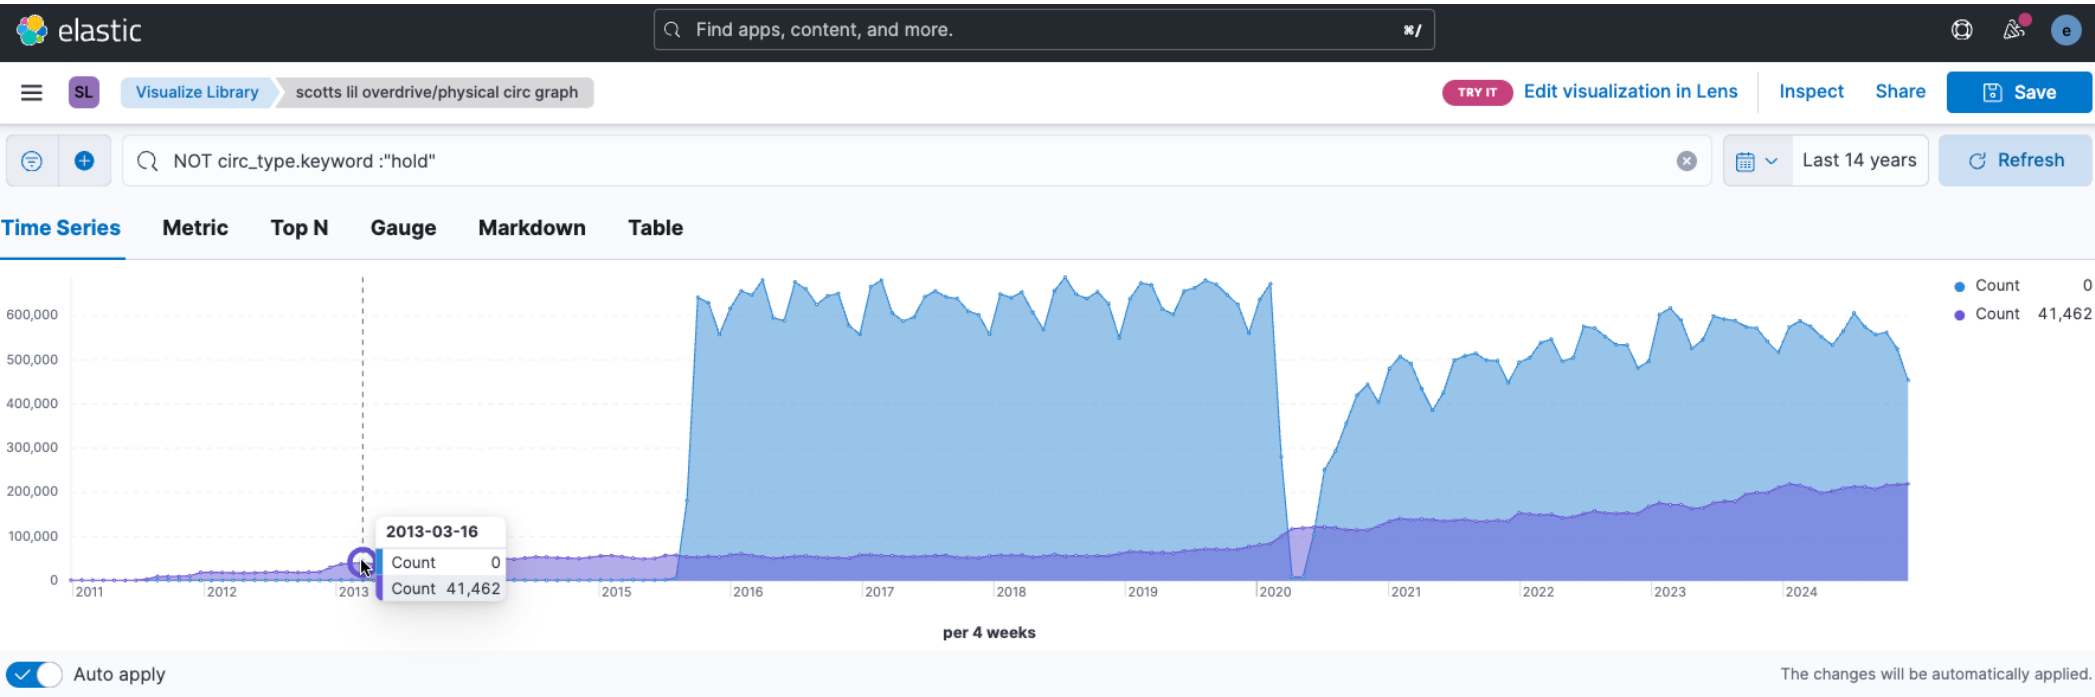 elastic
Find apps, content, and more.
⌘/
e
SL
Visualize Library
scotts lil overdrive/physical circ graph
TRY IT
Edit visualization in Lens
Inspect
Share
Save
NOT circ_type.keyword :"hold"
Last 14 years
Refresh
Time Series
Metric
Top N
Gauge
Markdown
Table
600,000
500,000
400,000
300,000
200,000
100,000
0
Count 0
Count 41,462
2013-03-16
Count 0
Count 41,462
2011
2012
2013
2015
2016
2017
2018
2019
2020
2021
2022
2023
2024
per 4 weeks
Auto apply
The changes will be automatically applied.